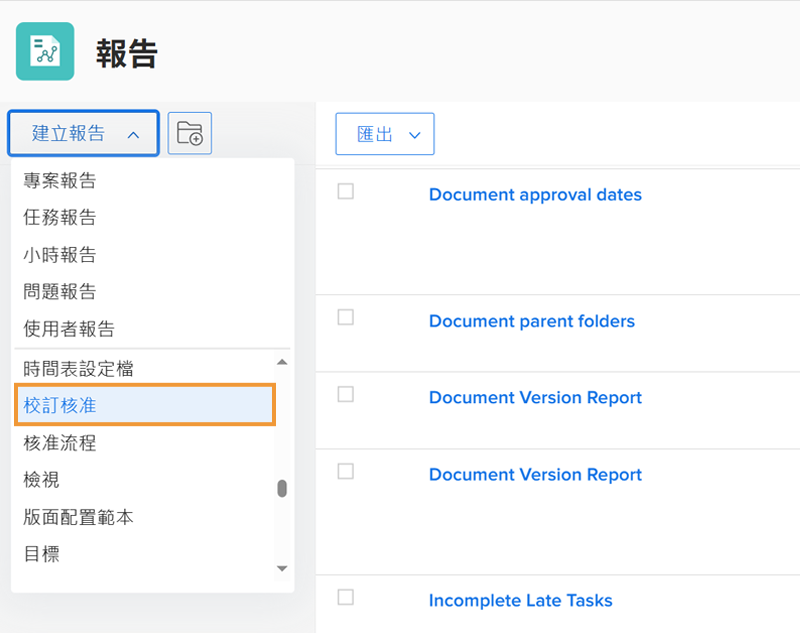 報告
建立報告
匯出
專案報告
任務報告
小時報告
問題報告
使用者報告
時間表設定檔
校訂核准
核准流程
檢視
版面配置範本
目標
Document approval dates
Document parent folders
Document Version Report
Document Version Report
Incomplete Late Tasks